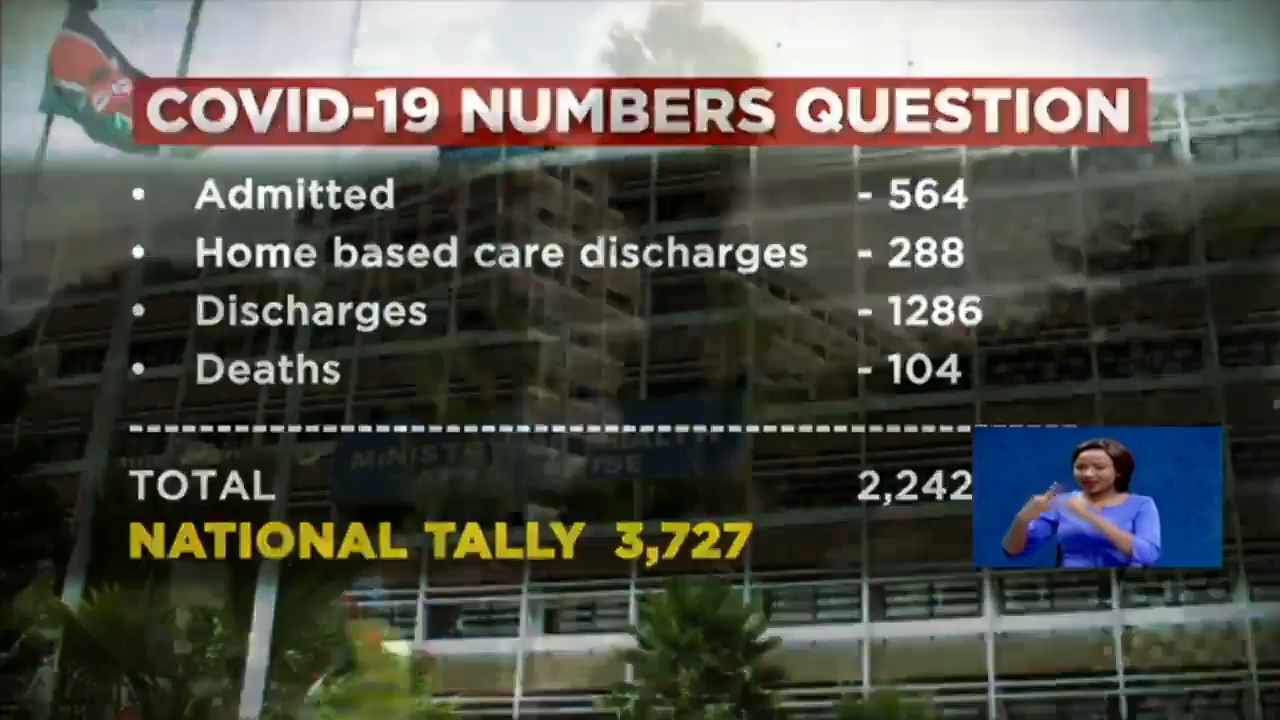 COVID-19 NUMBERS QUESTION
• Admitted - 564
• Home based care discharges - 288
• Discharges - 1286
• Deaths - 104
TOTAL 2,242
NATIONAL TALLY 3,727